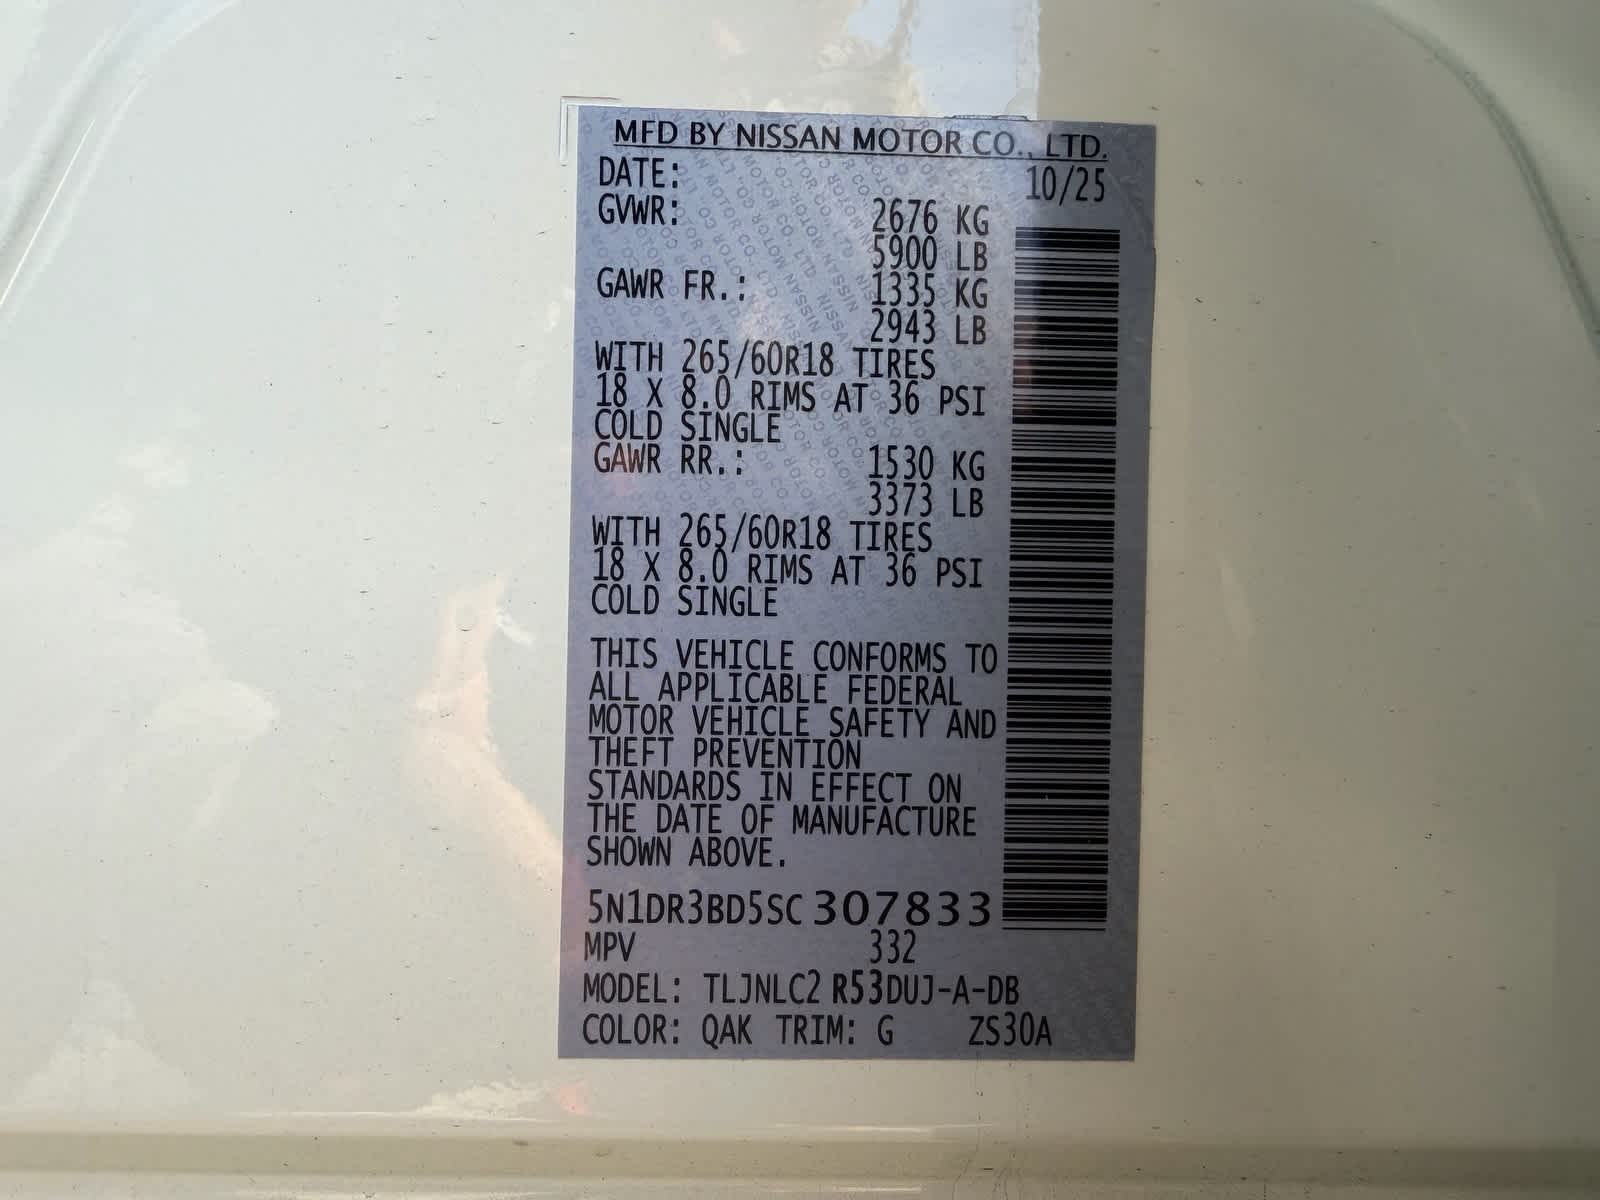 MFD BY NISSAN MOTOR CO., LTD.
DATE: 10/25
GVWR: 2676 KG
5900 LB
GAWR FR.: 1335 KG
2943 LB
WITH 265/60R18 TIRES
18 X 8.0 RIMS AT 36 PSI
COLD SINGLE
GAWR RR.: 1530 KG
3373 LB
WITH 265/60R18 TIRES
18 X 8.0 RIMS AT 36 PSI
COLD SINGLE
THIS VEHICLE CONFORMS TO
ALL APPLICABLE FEDERAL
MOTOR VEHICLE SAFETY AND
THEFT PREVENTION
STANDARDS IN EFFECT ON
THE DATE OF MANUFACTURE
SHOWN ABOVE.
5N1DR3BD5SC307833
MPV 332
MODEL: TLJNLC2 R53DUJ-A-DB
COLOR: QAK TRIM: G ZS30A